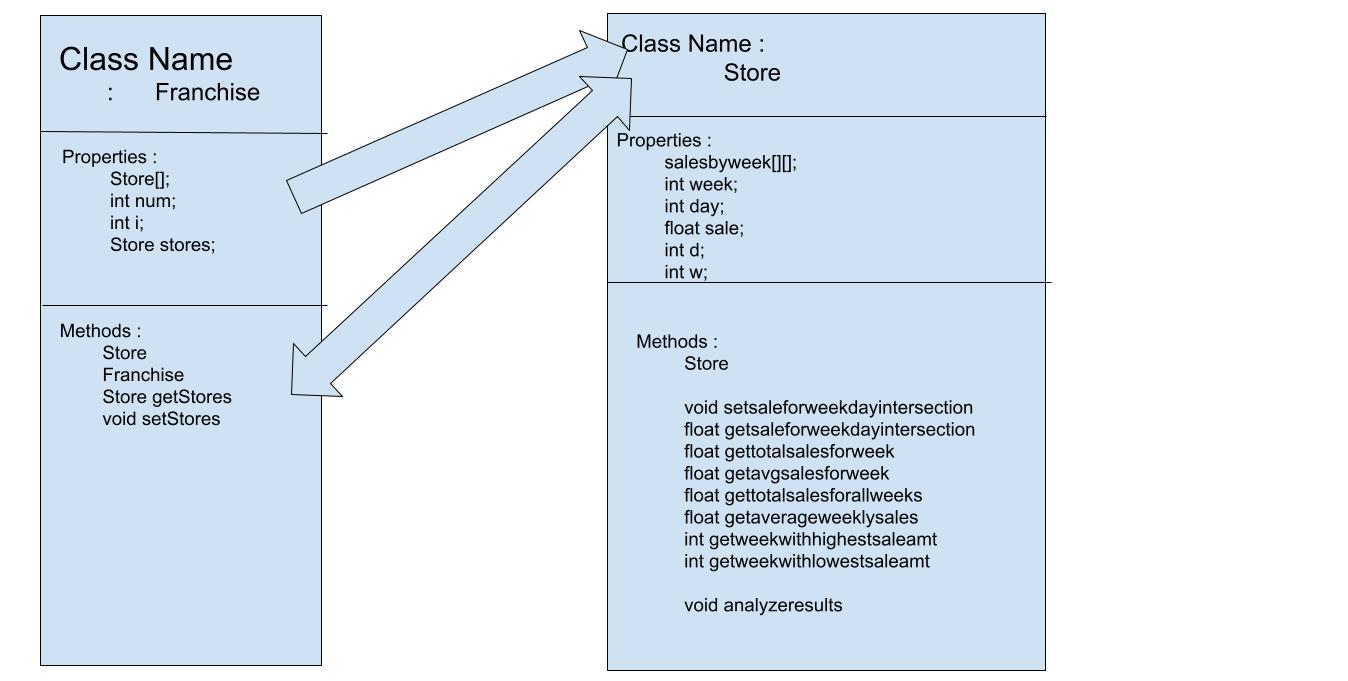 Class Name
: Franchise
Properties :
Store[];
int num;
int i;
Store stores;
Methods :
Store
Franchise
Store getStores
void setStores
Class Name :
Store
Properties :
salesbyweek[][];
int week;
int day;
float sale;
int d;
int w;
Methods :
Store
void setsaleforweekdayintersection
float getsaleforweekdayintersection
float gettotalsalesforweek
float getavgsalesforweek
float gettotalsalesforallweeks
float getaverageweeklysales
int getweekwithhighestsaleamt
int getweekwithlowestsaleamt
void analyzeresults